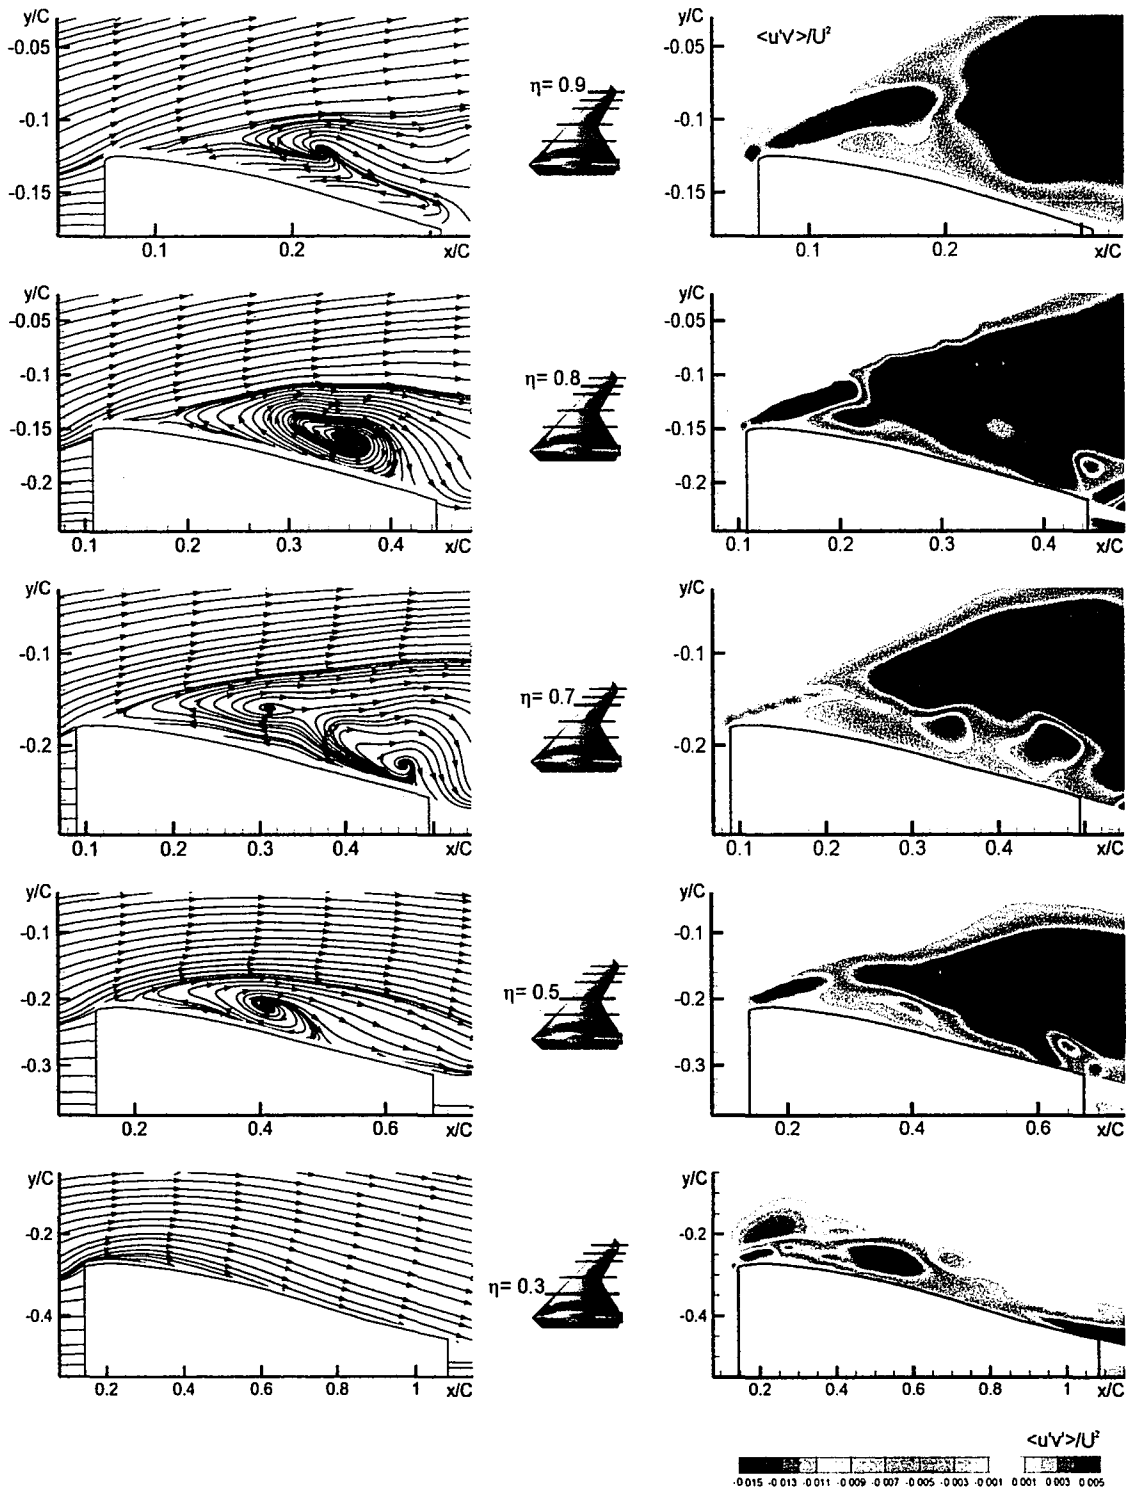 y/C
-0.05
-0.1
-0.15
0.1 0.2 x/C
η= 0.9
y/C
<u'v'>/U²
-0.05
-0.1
-0.15
0.1 0.2 x/C
y/C
-0.05
-0.1
-0.15
-0.2
0.1 0.2 0.3 0.4 x/C
η= 0.8
y/C
-0.05
-0.1
-0.15
-0.2
0.1 0.2 0.3 0.4 x/C
y/C
-0.1
-0.2
0.1 0.2 0.3 0.4 x/C
η= 0.7
y/C
-0.1
-0.2
0.1 0.2 0.3 0.4 x/C
y/C
-0.1
-0.2
-0.3
0.2 0.4 0.6 x/C
η= 0.5
y/C
-0.1
-0.2
-0.3
0.2 0.4 0.6 x/C
y/C
-0.2
-0.4
0.2 0.4 0.6 0.8 1 x/C
η= 0.3
y/C
-0.2
-0.4
0.2 0.4 0.6 0.8 1 x/C
<u'v'>/U²
-0.015 -0.013 -0.011 -0.009 -0.007 -0.005 -0.003 -0.001 0.001 0.003 0.005